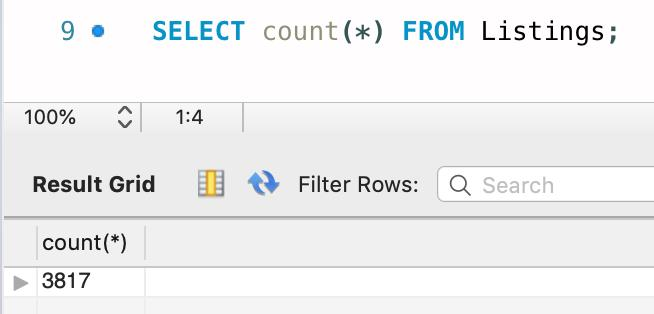 9 SELECT count(*) FROM Listings;
100% 1:4
Result Grid Filter Rows: Search
count(*)
3817